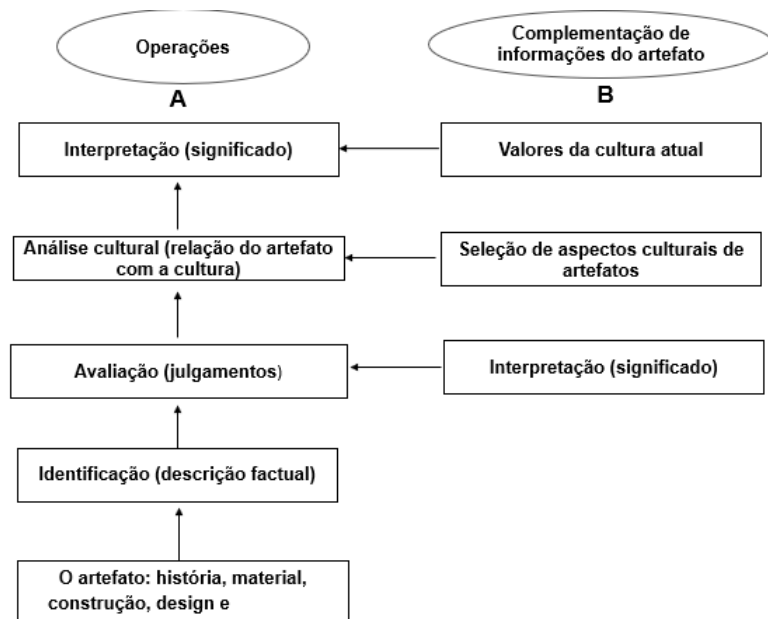 Operações
Complementação de
informações do artefato
A
B
Interpretação (significado)
Valores da cultura atual
Análise cultural (relação do artefato
com a cultura)
Seleção de aspectos culturais de
artefatos
Avaliação (julgamentos)
Interpretação (significado)
Identificação (descrição factual)
O artefato: história, material,
construção, design e